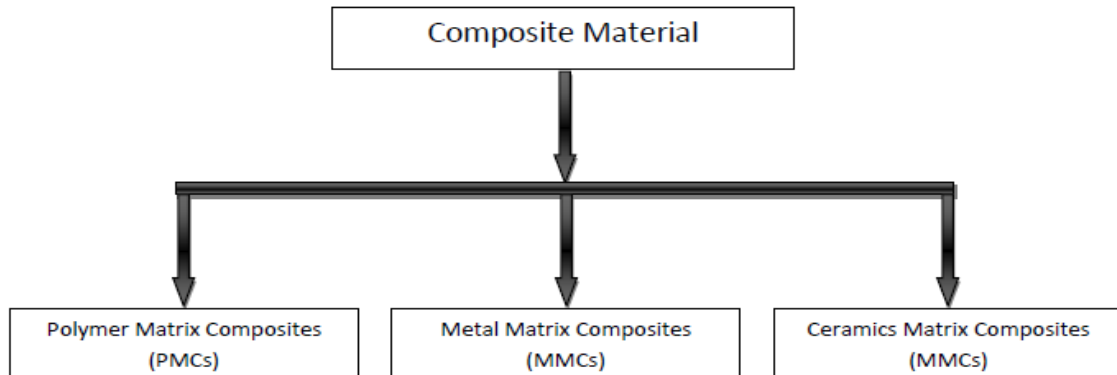 Composite Material
Polymer Matrix Composites
(PMCs)
Metal Matrix Composites
(MMCs)
Ceramics Matrix Composites
(MMCs)